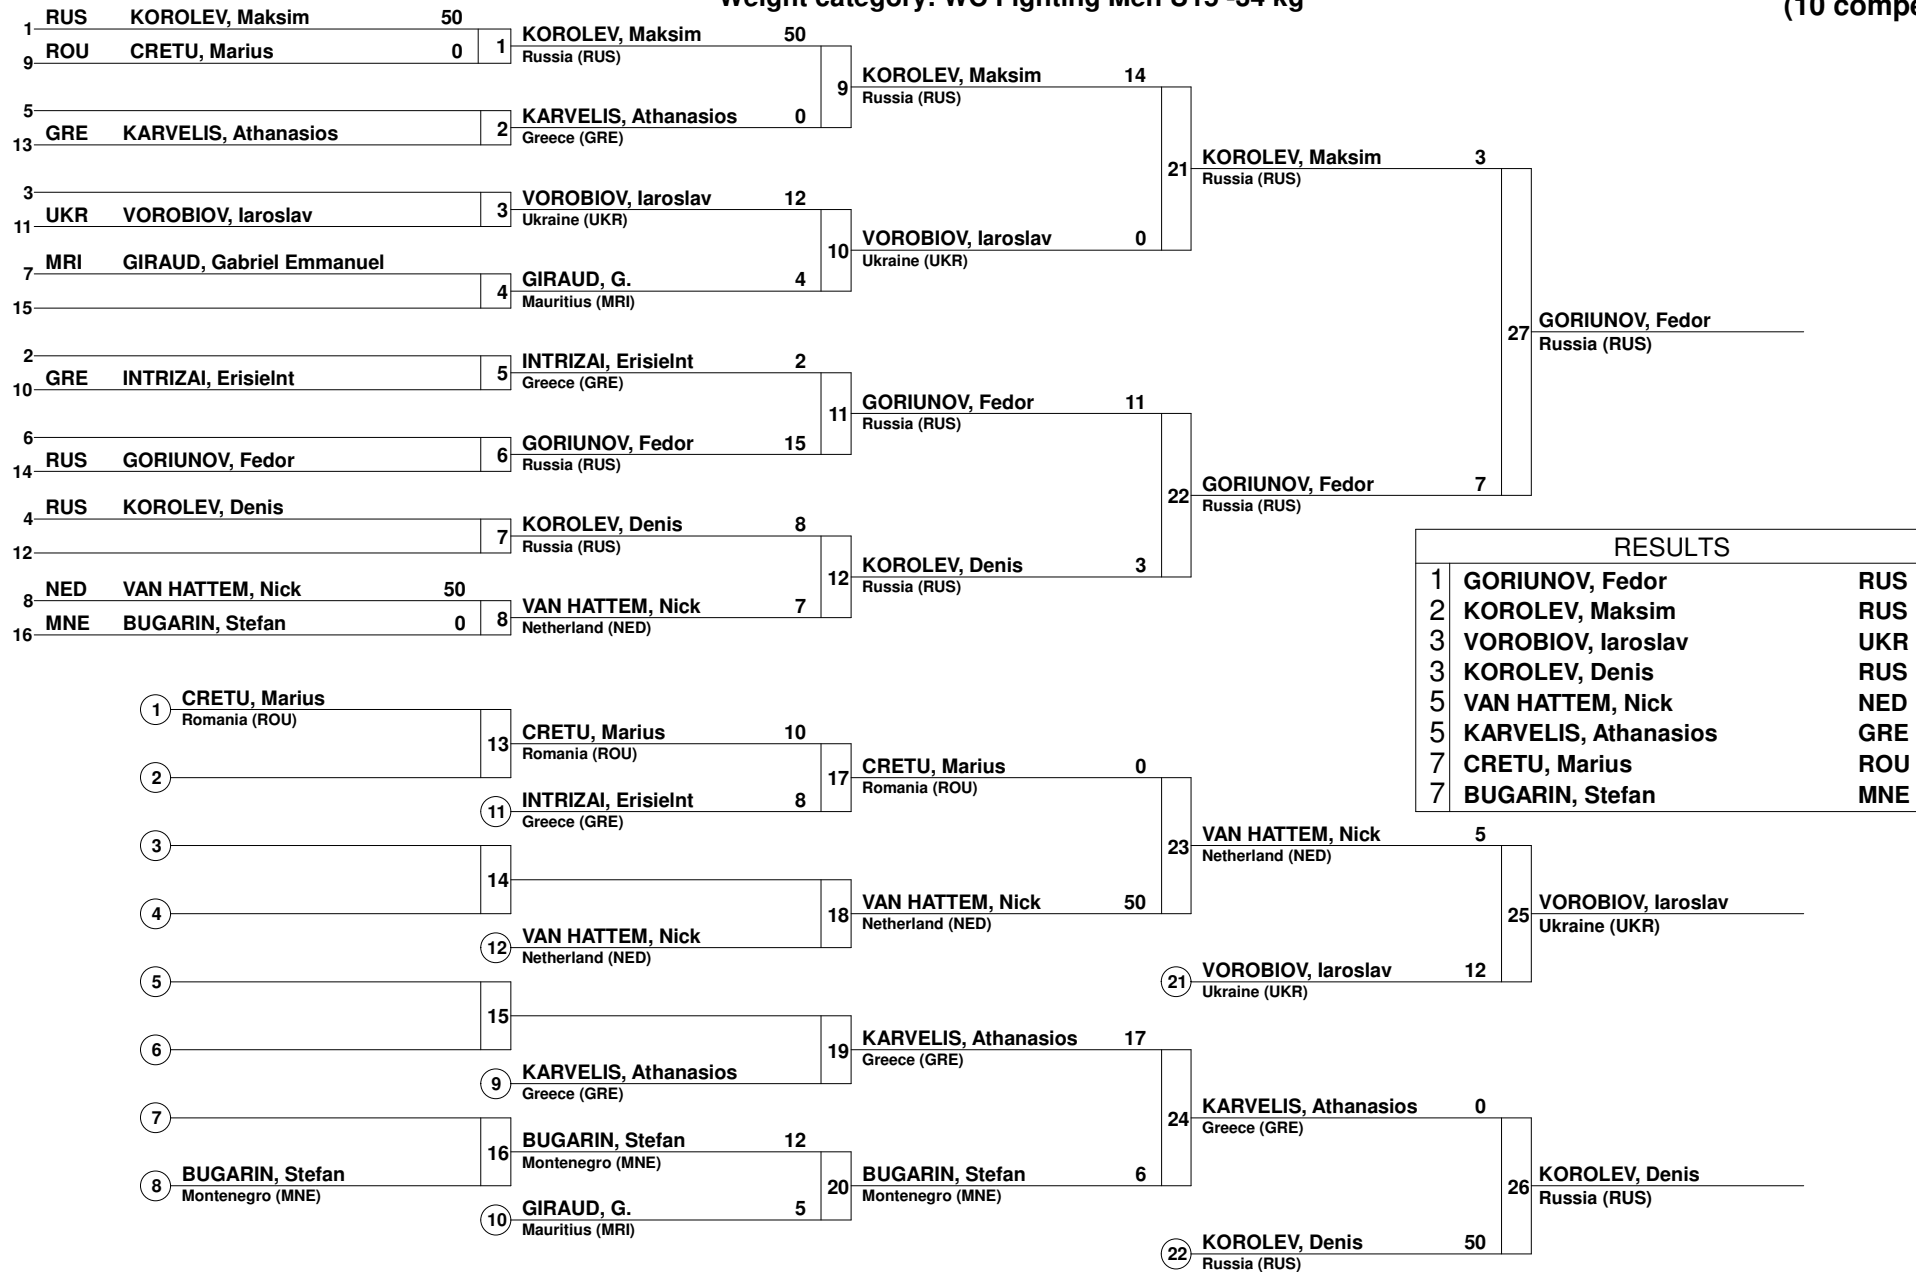 Weight category: WC Fighting Men U15 -34 kg
(10 compe
1 RUS KOROLEV, Maksim 50
9 ROU CRETU, Marius 0
1
KOROLEV, Maksim 50
Russia (RUS)
5
13 GRE KARVELIS, Athanasios
2
KARVELIS, Athanasios 0
Greece (GRE)
9
KOROLEV, Maksim 14
Russia (RUS)
3
11 UKR VOROBIOV, Iaroslav
3
VOROBIOV, Iaroslav 12
Ukraine (UKR)
7 MRI GIRAUD, Gabriel Emmanuel
15
4
GIRAUD, G. 4
Mauritius (MRI)
10
VOROBIOV, Iaroslav 0
Ukraine (UKR)
21
KOROLEV, Maksim 3
Russia (RUS)
2
10 GRE INTRIZAI, ErisieInt
5
INTRIZAI, ErisieInt 2
Greece (GRE)
6
14 RUS GORIUNOV, Fedor
6
GORIUNOV, Fedor 15
Russia (RUS)
11
GORIUNOV, Fedor 11
Russia (RUS)
4 RUS KOROLEV, Denis
12
7
KOROLEV, Denis 8
Russia (RUS)
8 NED VAN HATTEM, Nick 50
16 MNE BUGARIN, Stefan 0
8
VAN HATTEM, Nick 7
Netherland (NED)
12
KOROLEV, Denis 3
Russia (RUS)
22
GORIUNOV, Fedor 7
Russia (RUS)
27
GORIUNOV, Fedor
Russia (RUS)
RESULTS
1 GORIUNOV, Fedor RUS
2 KOROLEV, Maksim RUS
3 VOROBIOV, Iaroslav UKR
3 KOROLEV, Denis RUS
5 VAN HATTEM, Nick NED
5 KARVELIS, Athanasios GRE
7 CRETU, Marius ROU
7 BUGARIN, Stefan MNE
1 CRETU, Marius
Romania (ROU)
2
13
CRETU, Marius 10
Romania (ROU)
11 INTRIZAI, ErisieInt 8
Greece (GRE)
17
CRETU, Marius 0
Romania (ROU)
3
4
14
12 VAN HATTEM, Nick
Netherland (NED)
18
VAN HATTEM, Nick 50
Netherland (NED)
23
VAN HATTEM, Nick 5
Netherland (NED)
21 VOROBIOV, Iaroslav 12
Ukraine (UKR)
25
VOROBIOV, Iaroslav
Ukraine (UKR)
5
6
15
9 KARVELIS, Athanasios
Greece (GRE)
19
KARVELIS, Athanasios 17
Greece (GRE)
7
8 BUGARIN, Stefan
Montenegro (MNE)
16
BUGARIN, Stefan 12
Montenegro (MNE)
10 GIRAUD, G. 5
Mauritius (MRI)
20
BUGARIN, Stefan 6
Montenegro (MNE)
24
KARVELIS, Athanasios 0
Greece (GRE)
22 KOROLEV, Denis 50
Russia (RUS)
26
KOROLEV, Denis
Russia (RUS)